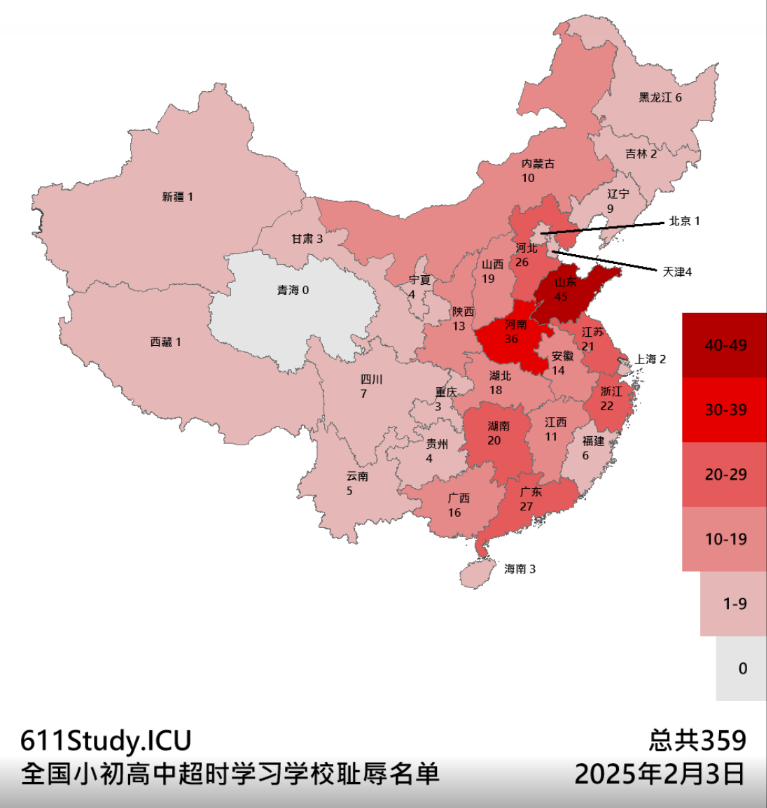 黑龙江 6
吉林 2
内蒙古
10
辽宁
9
新疆 1
北京 1
甘肃 3
河北
26
山西
19
天津4
宁夏
4
青海 0
山东
45
陕西
13
河南
36
江苏
21
西藏 1
安徽
14
上海 2
四川
7
湖北
18
重庆
3
浙江
22
湖南
20
江西
11
贵州
4
福建
6
云南
5
广西
16
广东
27
海南 3
40-49
30-39
20-29
10-19
1-9
0
611Study.ICU
总共359
全国小初高中超时学习学校耻辱名单
2025年2月3日